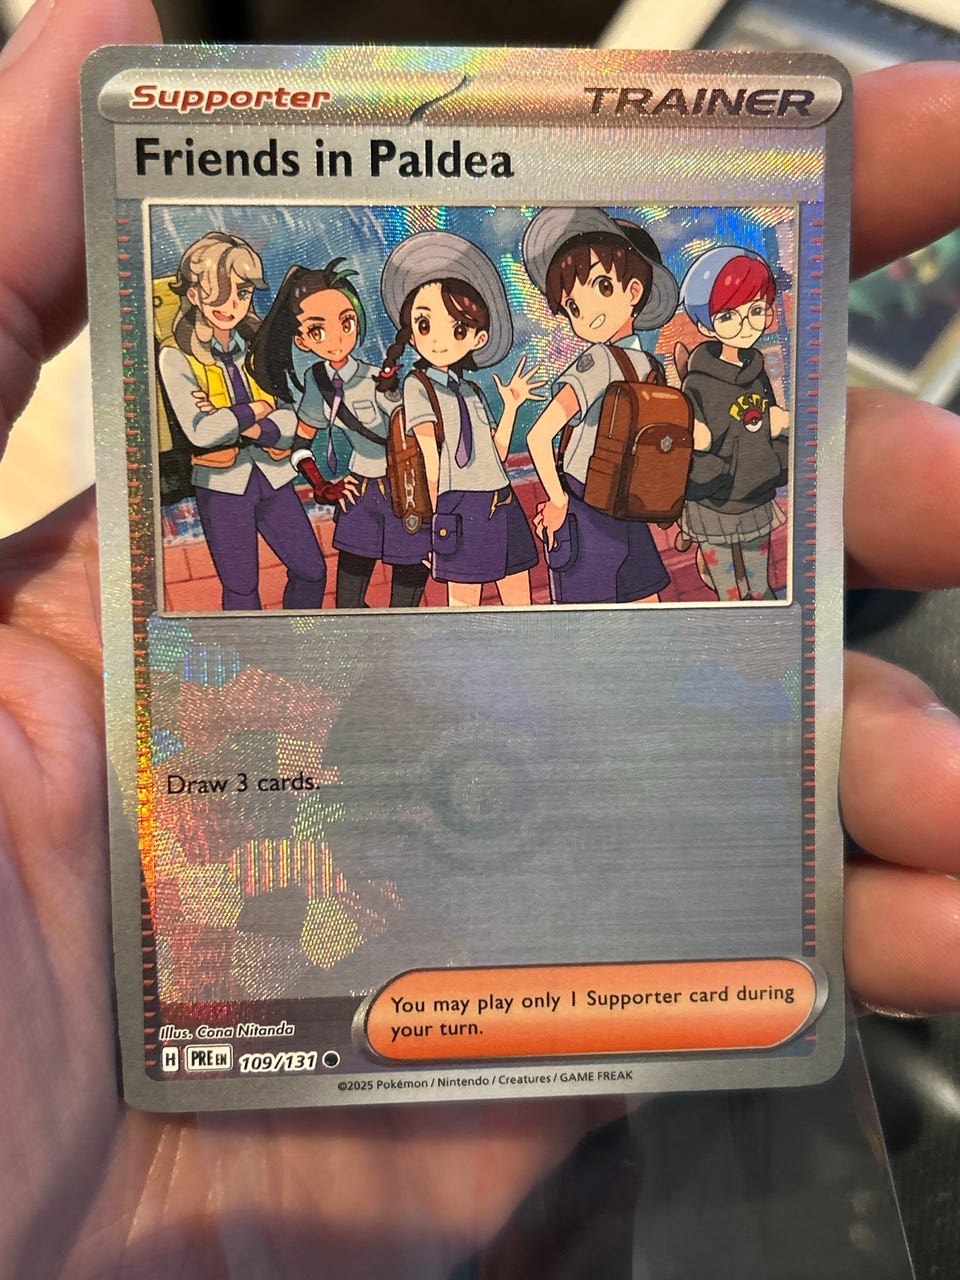 Supporter
TRAINER
Friends in Paldea
Draw 3 cards.
You may play only 1 Supporter card during
your turn.
Illus. Cona Nitanda
H PRE EN 109/131
©2025 Pokémon / Nintendo / Creatures / GAME FREAK